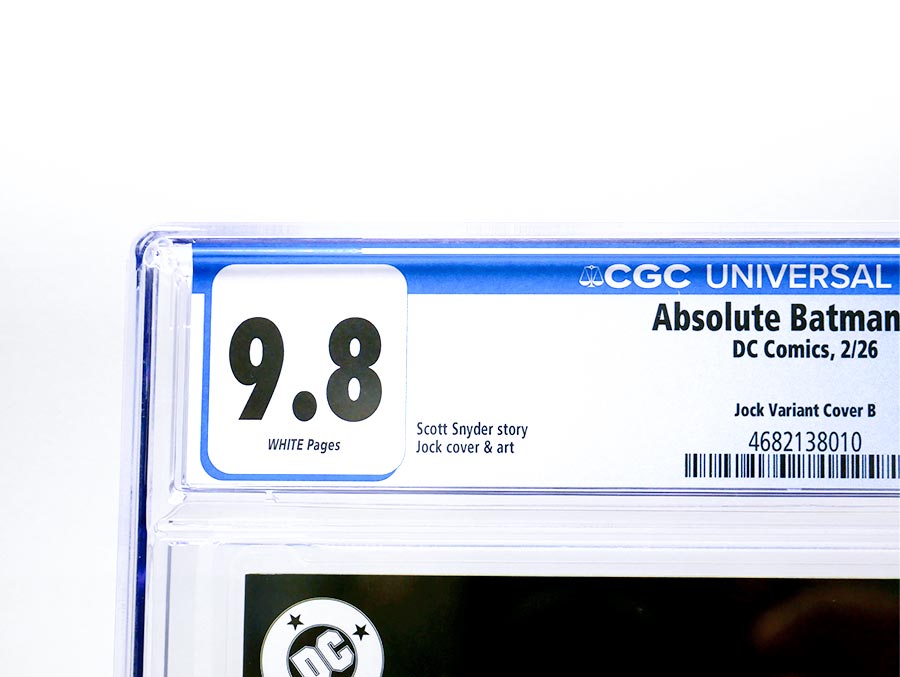 CGC UNIVERSAL
9.8
WHITE Pages
Absolute Batman
DC Comics, 2/26
Jock Variant Cover B
Scott Snyder story
Jock cover & art
4682138010
DC